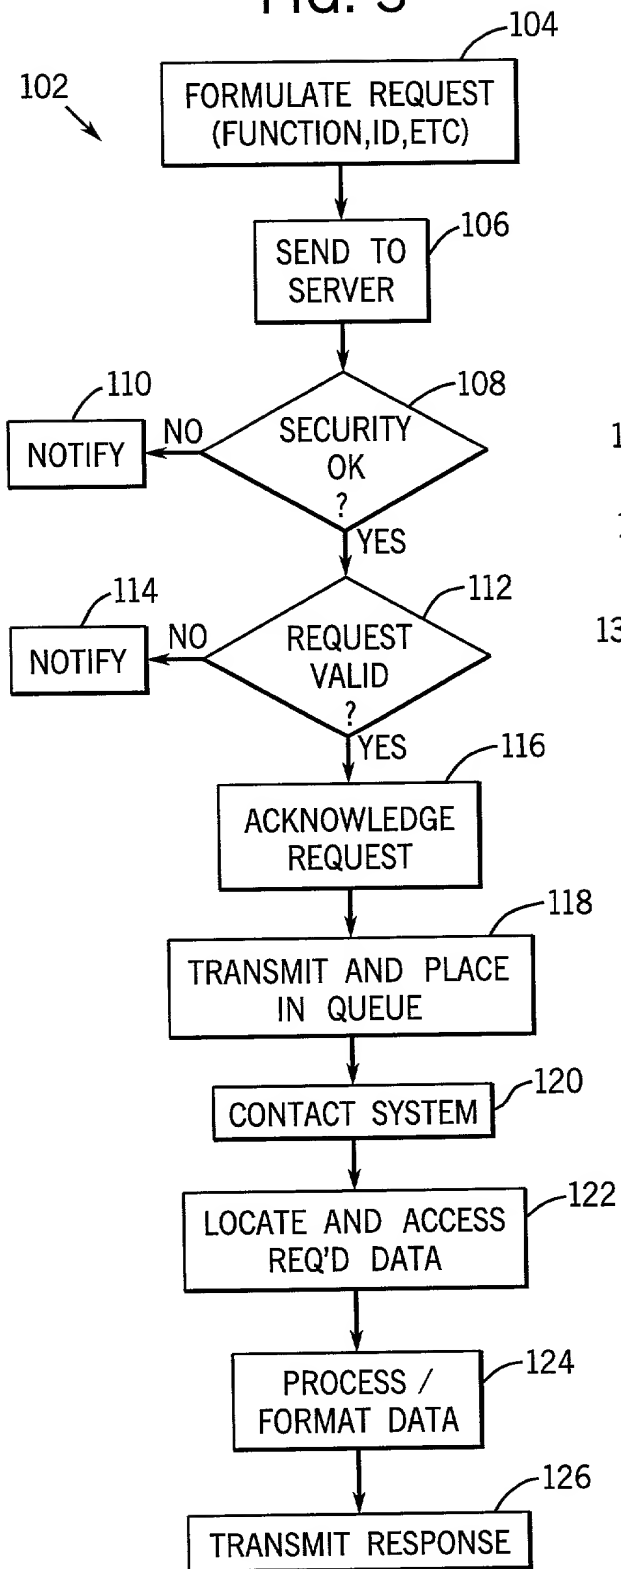 104
102
FORMULATE REQUEST
(FUNCTION,ID,ETC)
106
SEND TO
SERVER
110
108
NOTIFY
NO
SECURITY
OK
?
YES
114
112
NOTIFY
NO
REQUEST
VALID
?
YES
116
ACKNOWLEDGE
REQUEST
118
TRANSMIT AND PLACE
IN QUEUE
120
CONTACT SYSTEM
122
LOCATE AND ACCESS
REQ'D DATA
124
PROCESS /
FORMAT DATA
126
TRANSMIT RESPONSE